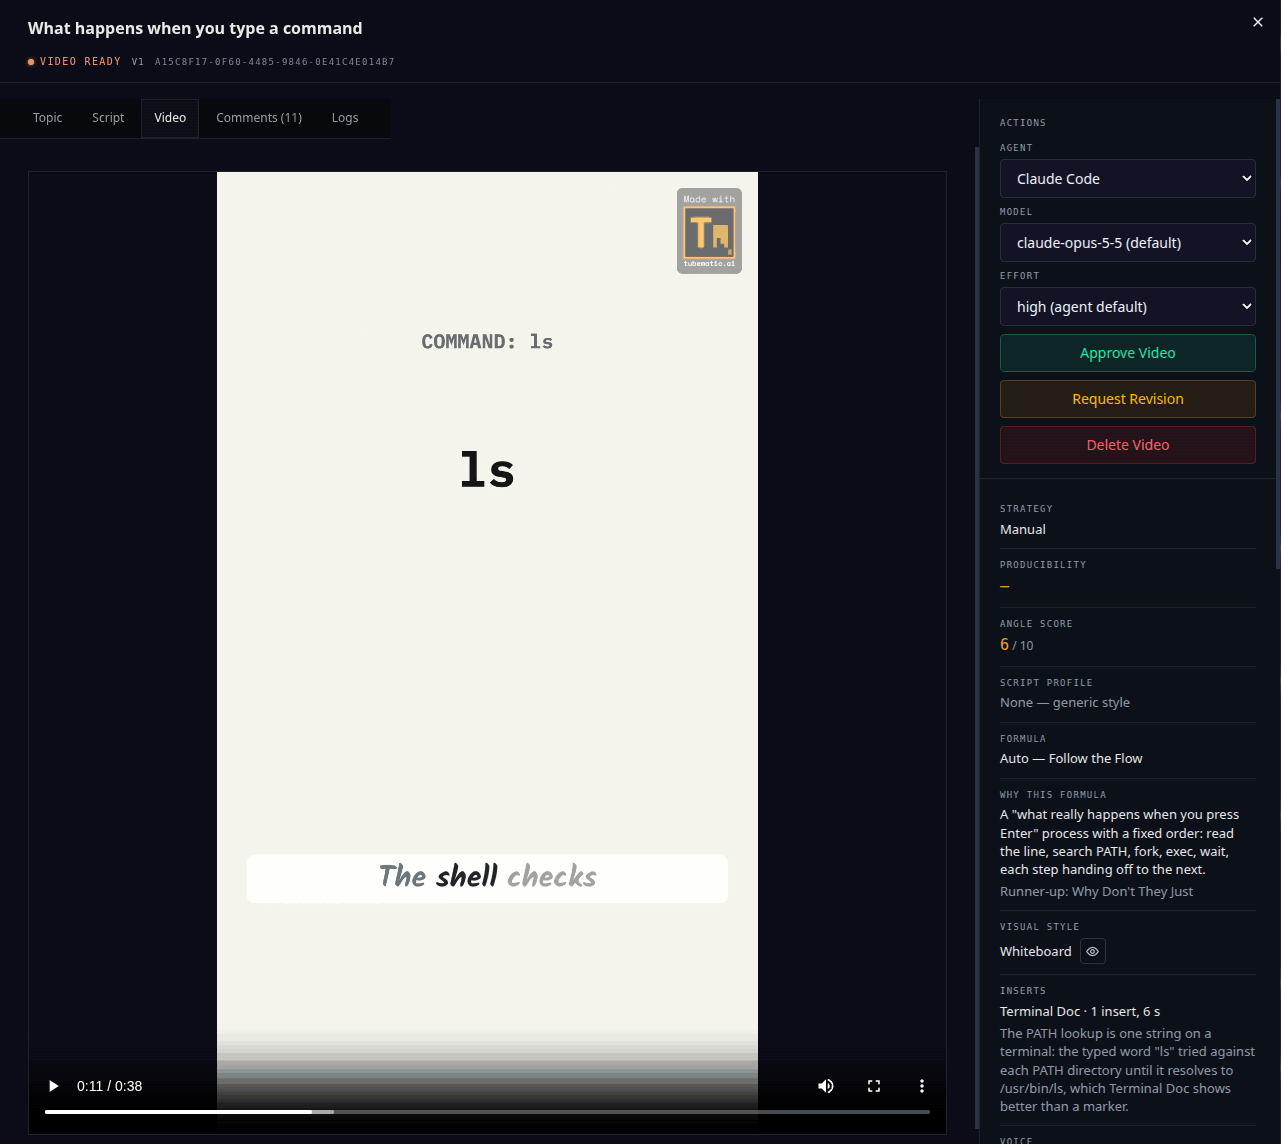 What happens when you type a command
×
VIDEO READY V1 A15C8F17-0F60-4485-9846-0E41C4E014B7
Topic Script Video Comments (11) Logs
Made with
T
tubematic.ai
COMMAND: ls
ls
The shell checks
0:11 / 0:38
ACTIONS
AGENT
Claude Code
MODEL
claude-opus-5-5 (default)
EFFORT
high (agent default)
Approve Video
Request Revision
Delete Video
STRATEGY
Manual
PRODUCIBILITY
—
ANGLE SCORE
6 / 10
SCRIPT PROFILE
None — generic style
FORMULA
Auto — Follow the Flow
WHY THIS FORMULA
A "what really happens when you press
Enter" process with a fixed order: read
the line, search PATH, fork, exec, wait,
each step handing off to the next.
Runner-up: Why Don't They Just
VISUAL STYLE
Whiteboard
INSERTS
Terminal Doc · 1 insert, 6 s
The PATH lookup is one string on a
terminal: the typed word "ls" tried against
each PATH directory until it resolves to
/usr/bin/ls, which Terminal Doc shows
better than a marker.
VOICE